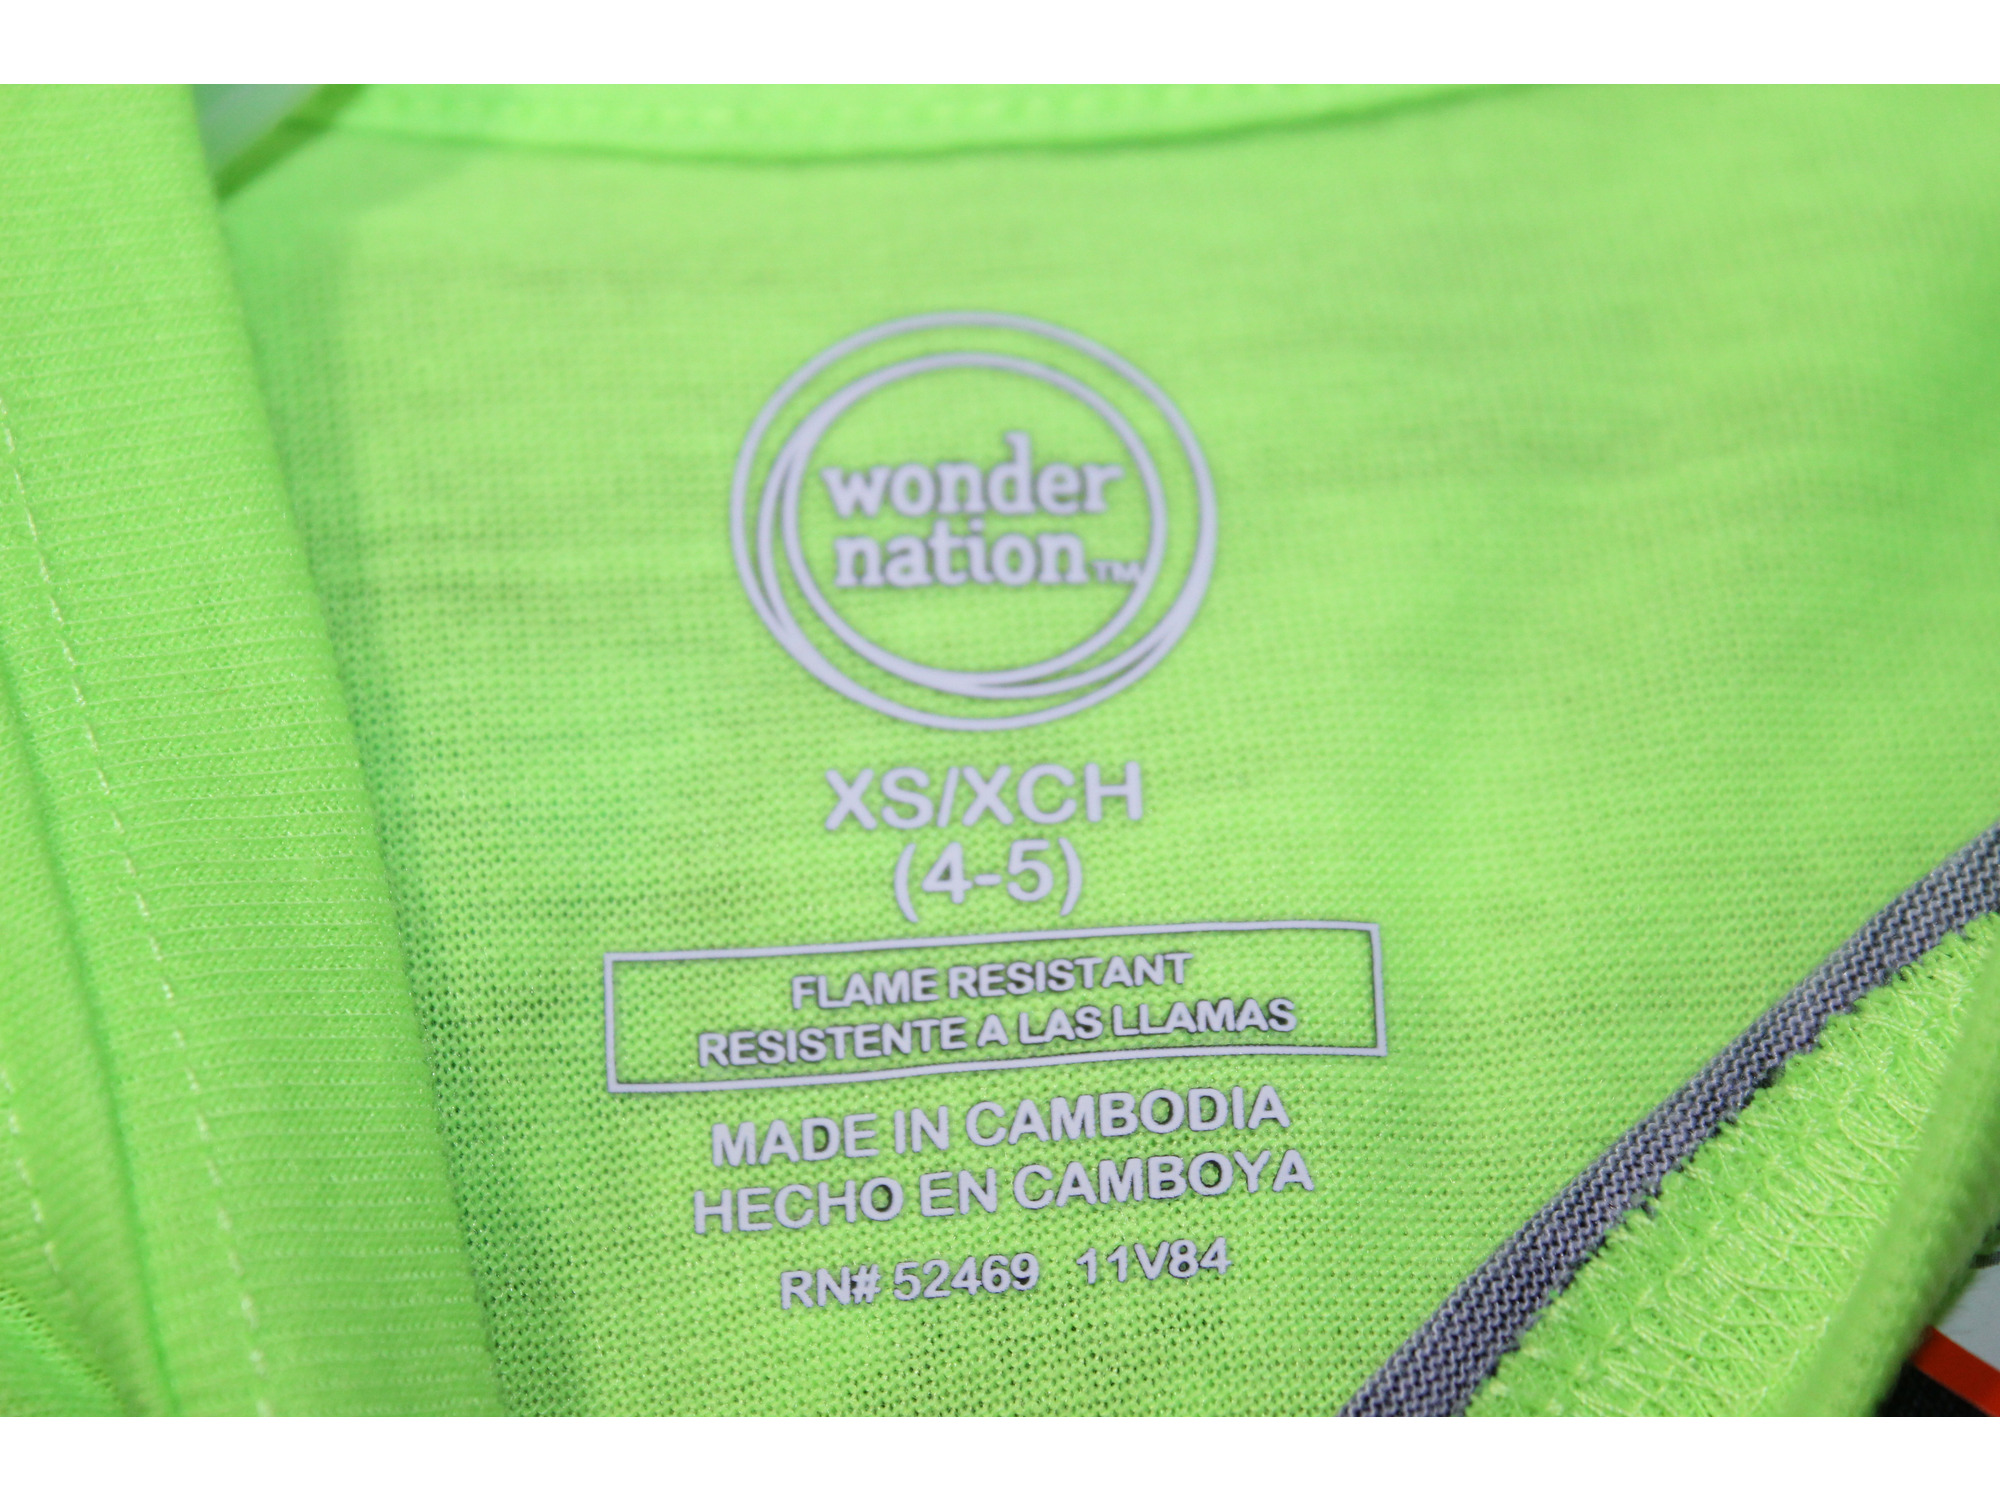 wonder
nation™
XS/XCH
(4-5)
FLAME RESISTANT
RESISTENTE A LAS LLAMAS
MADE IN CAMBODIA
HECHO EN CAMBOYA
RN# 52469 11V84